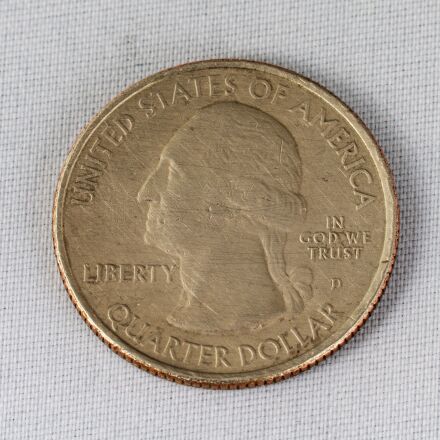 UNITED STATES OF AMERICA
LIBERTY
IN
GOD WE
TRUST
D
QUARTER DOLLAR